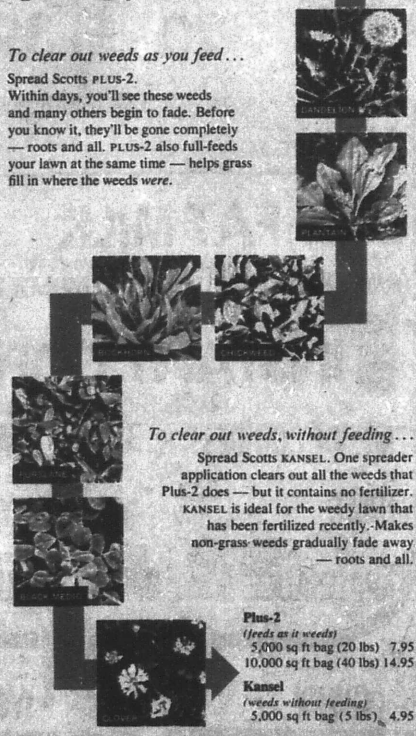 To clear out weeds as you feed...
Spread Scotts PLUS-2.
Within days, you'll see these weeds
and many others begin to fade. Before
you know it, they'll be gone completely
— roots and all. PLUS-2 also full-feeds
your lawn at the same time — helps grass
fill in where the weeds were.
DANDELION
PLANTAIN
BUCKHORN
CHICKWEED
PURSLANE
To clear out weeds, without feeding...
Spread Scotts KANSEL. One spreader
application clears out all the weeds that
Plus-2 does — but it contains no fertilizer.
KANSEL is ideal for the weedy lawn that
has been fertilized recently. Makes
non-grass weeds gradually fade away
— roots and all.
BLACK MEDIC
CLOVER
Plus-2
(feeds as it weeds)
5,000 sq ft bag (20 lbs) 7.95
10,000 sq ft bag (40 lbs) 14.95
Kansel
(weeds without feeding)
5,000 sq ft bag (5 lbs) 4.95